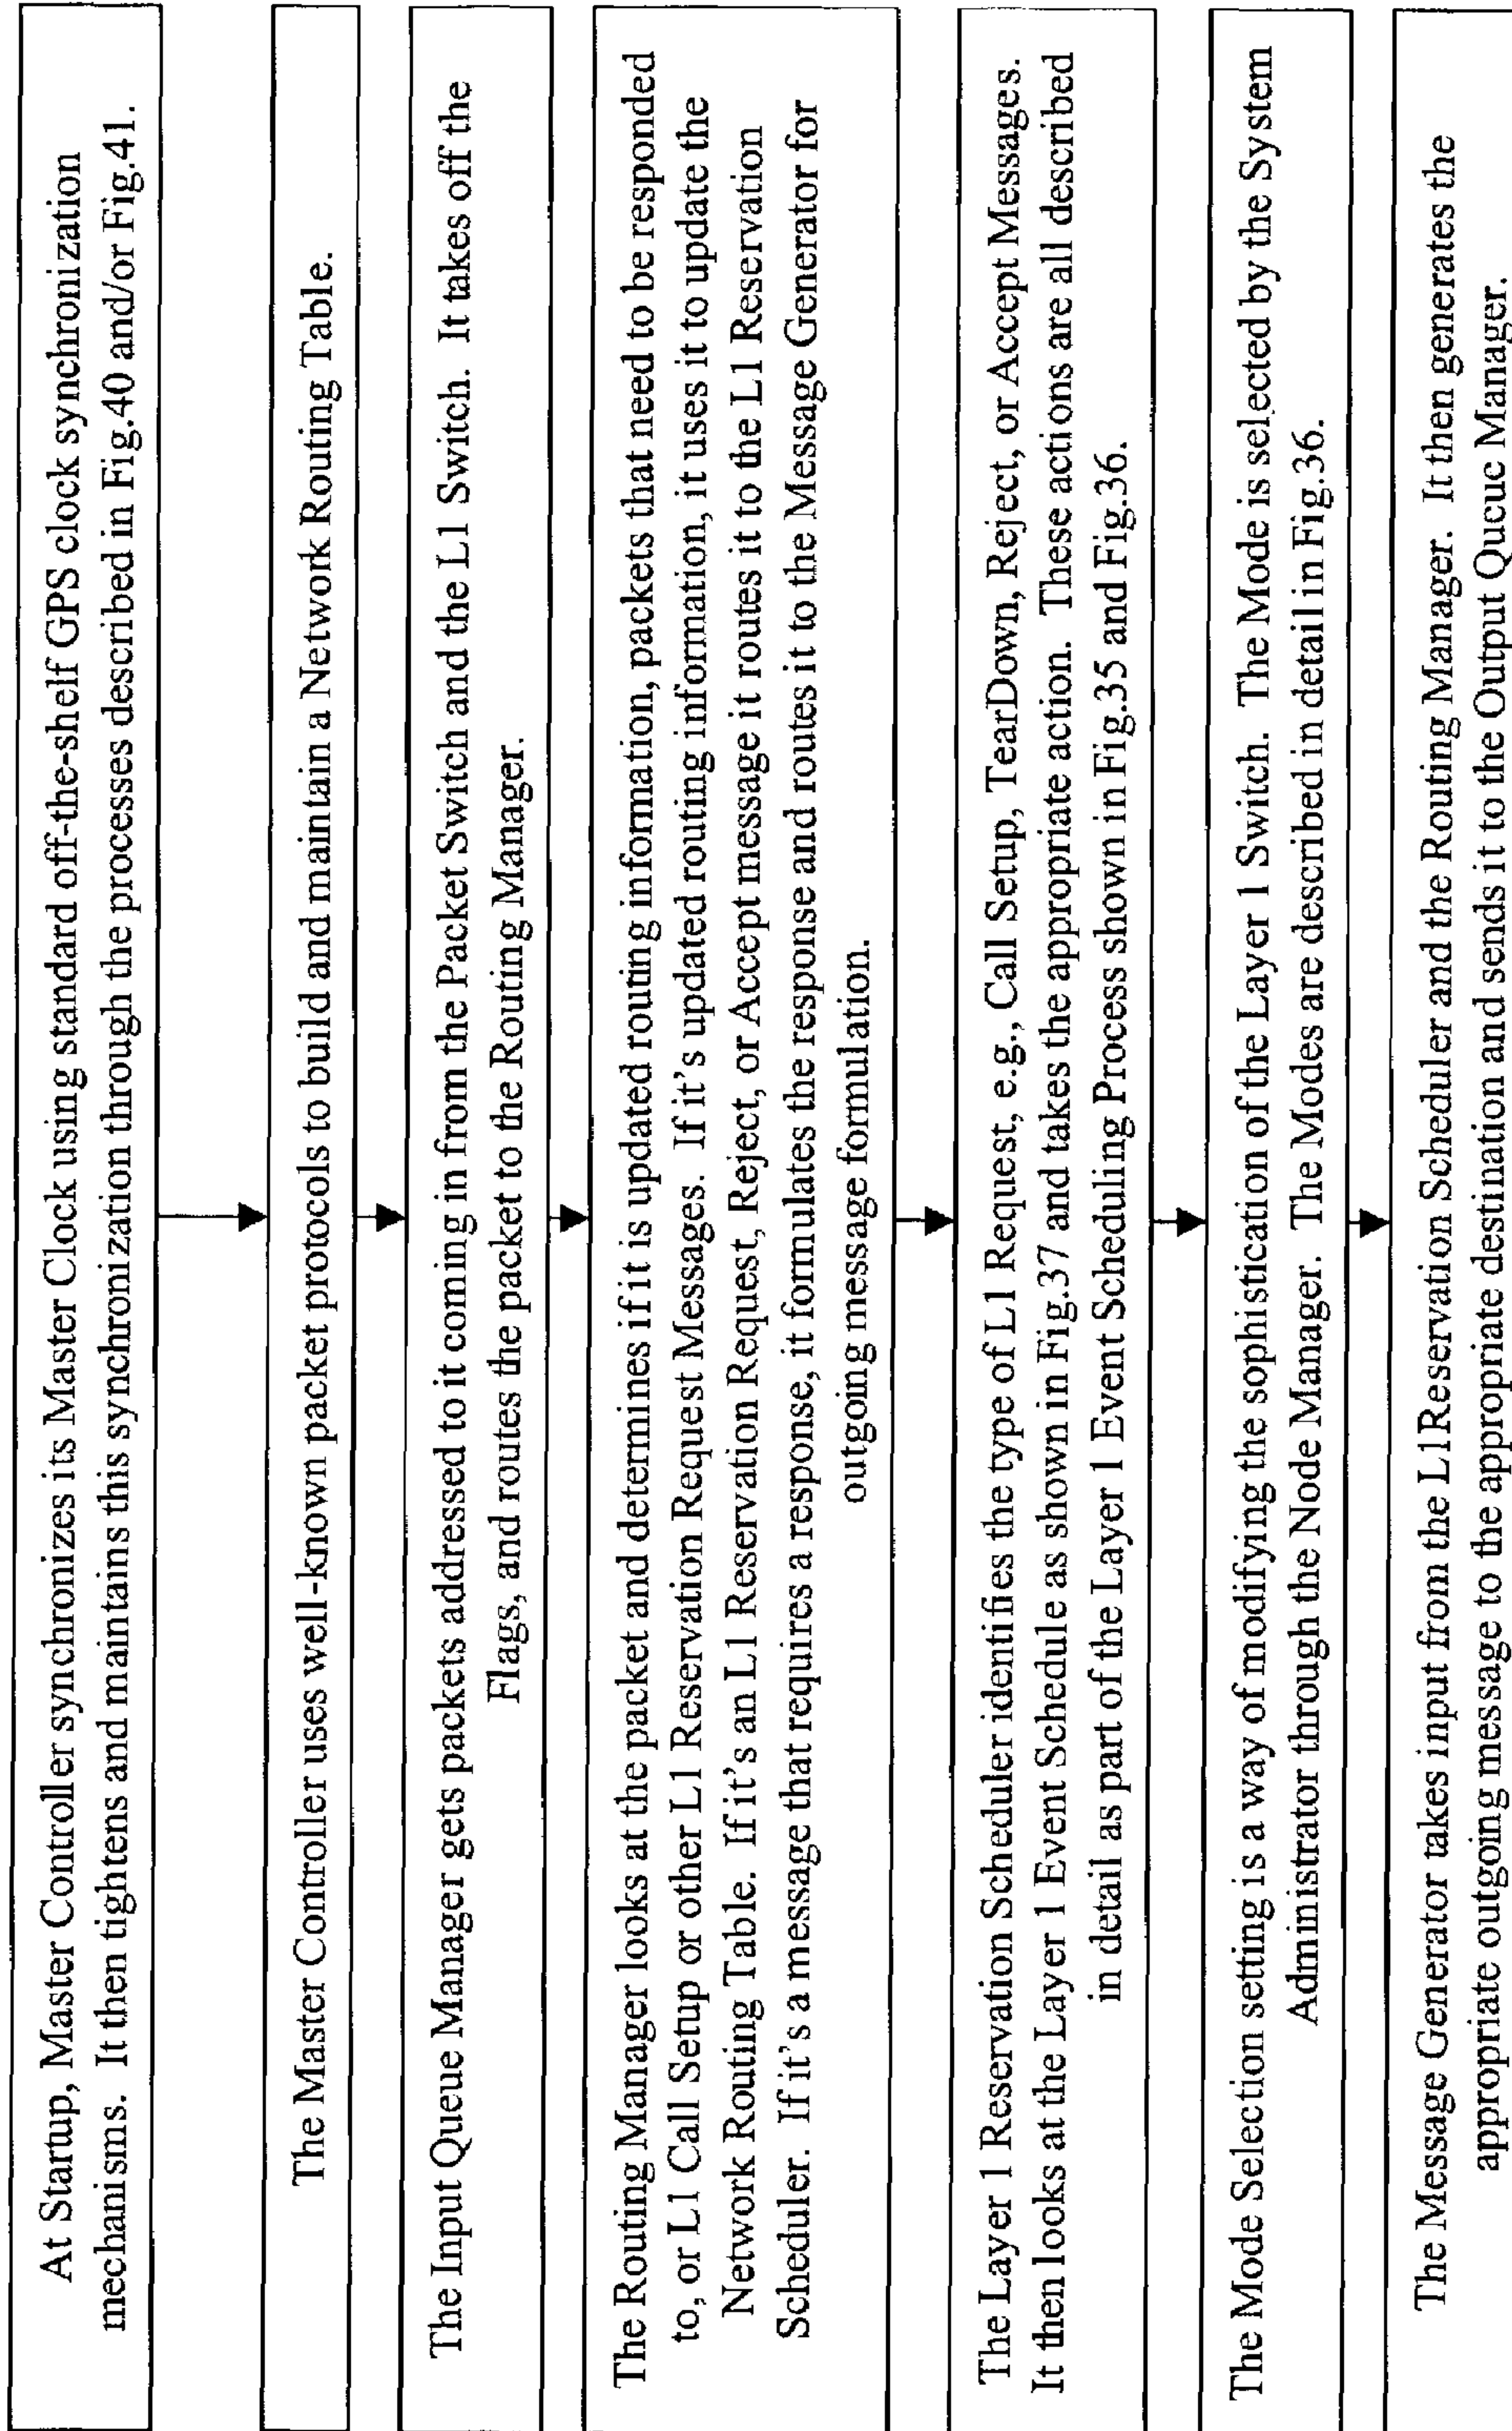 At Startup, Master Controller synchronizes its Master Clock using standard off-the-shelf GPS clock synchronization
mechanisms. It then tightens and maintains this synchronization through the processes described in Fig.40 and/or Fig.41.
The Master Controller uses well-known packet protocols to build and maintain a Network Routing Table.
The Input Queue Manager gets packets addressed to it coming in from the Packet Switch and the L1 Switch. It takes off the
Flags, and routes the packet to the Routing Manager.
The Routing Manager looks at the packet and determines if it is updated routing information, packets that need to be responded
to, or L1 Call Setup or other L1 Reservation Request Messages. If it's updated routing information, it uses it to update the
Network Routing Table. If it's an L1 Reservation Request, Reject, or Accept message it routes it to the L1 Reservation
Scheduler. If it's a message that requires a response, it formulates the response and routes it to the Message Generator for
outgoing message formulation.
The Layer 1 Reservation Scheduler identifies the type of L1 Request, e.g., Call Setup, TearDown, Reject, or Accept Messages.
It then looks at the Layer 1 Event Schedule as shown in Fig.37 and takes the appropriate action. These actions are all described
in detail as part of the Layer 1 Event Scheduling Process shown in Fig.35 and Fig.36.
The Mode Selection setting is a way of modifying the sophistication of the Layer 1 Switch. The Mode is selected by the System
Administrator through the Node Manager. The Modes are described in detail in Fig.36.
The Message Generator takes input from the L1Reservation Scheduler and the Routing Manager. It then generates the
appropriate outgoing message to the appropriate destination and sends it to the Output Queue Manager.